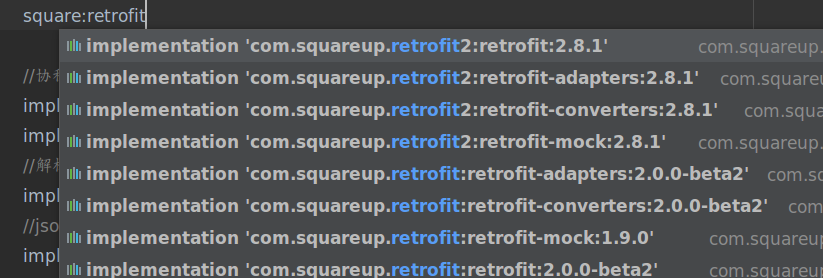 square:retrofit
implementation 'com.squareup.retrofit2:retrofit:2.8.1' com.squareup.
//协
implementation 'com.squareup.retrofit2:retrofit-adapters:2.8.1' com.squareu
impl
implementation 'com.squareup.retrofit2:retrofit-converters:2.8.1' com.squa
impl
implementation 'com.squareup.retrofit2:retrofit-mock:2.8.1' com.squareup.
//解
implementation 'com.squareup.retrofit:retrofit-adapters:2.0.0-beta2' com.sq
impl
implementation 'com.squareup.retrofit:retrofit-converters:2.0.0-beta2' com.
//jso
implementation 'com.squareup.retrofit:retrofit-mock:1.9.0' com.squareu
impl
implementation 'com.squareup.retrofit:retrofit:2.0.0-beta2' com.squareu